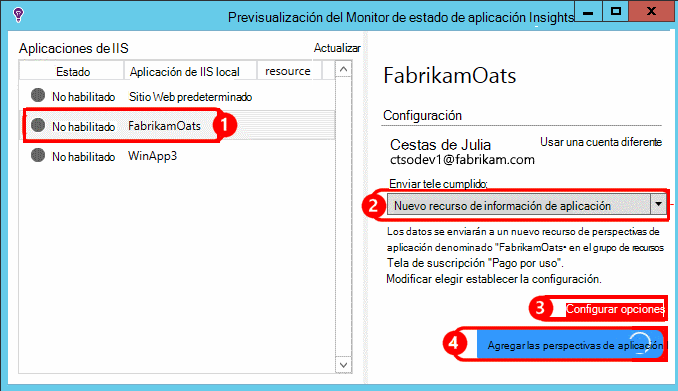 Previsualización del Monitor de estado de aplicación Insights
Aplicaciones de IIS
Actualizar
Estado
Aplicación de IIS local
resource
No habilitado
Sitio Web predeterminado
No habilitado
FabrikamOats
1
No habilitado
WinApp3
FabrikamOats
Configuración
Cestas de Julia
Usar una cuenta diferente
ctsodev1@fabrikam.com
Enviar tele cumplido;
2
Nuevo recurso de información de aplicación
Los datos se enviarán a un nuevo recurso de perspectivas de
aplicación denominado "FabrikamOats" en el grupo de recursos
Tela de suscripción "Pago por uso".
Modificar elegir establecer la configuración.
3
Configurar opciones
4
Agregar las perspectivas de aplicación